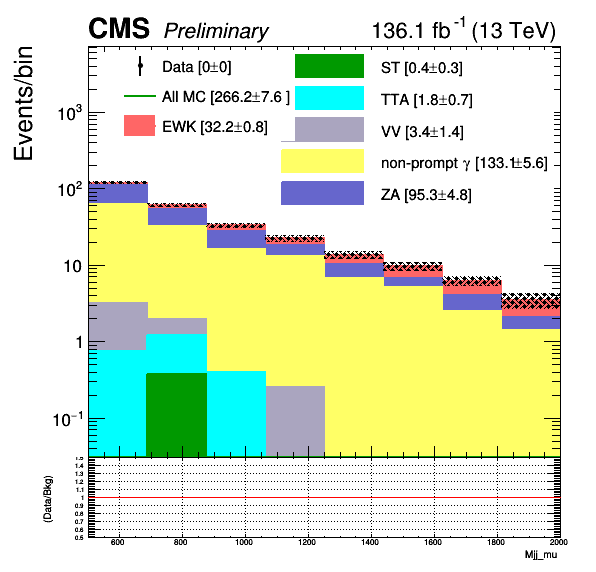 CMS Preliminary 136.1 fb⁻¹ (13 TeV)
Events/bin
Data [0±0]
All MC [266.2±7.6 ]
EWK [32.2±0.8]
ST [0.4±0.3]
TTA [1.8±0.7]
VV [3.4±1.4]
non-prompt γ [133.1±5.6]
ZA [95.3±4.8]
10³
10²
10
1
10⁻¹
(Data/Bkg)
1.5
1.4
1.3
1.2
1.1
1
0.9
0.8
0.7
0.6
0.5
600 800 1000 1200 1400 1600 1800 2000
Mjj_mu